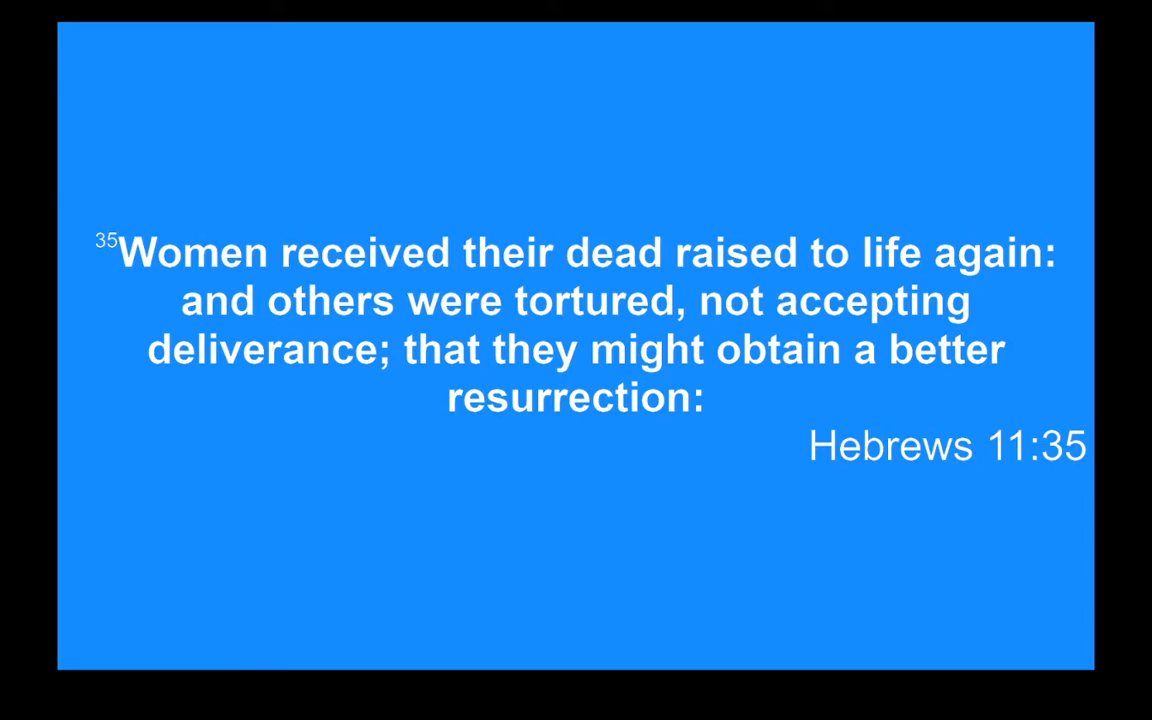 35Women received their dead raised to life again:
and others were tortured, not accepting
deliverance; that they might obtain a better
resurrection:
Hebrews 11:35